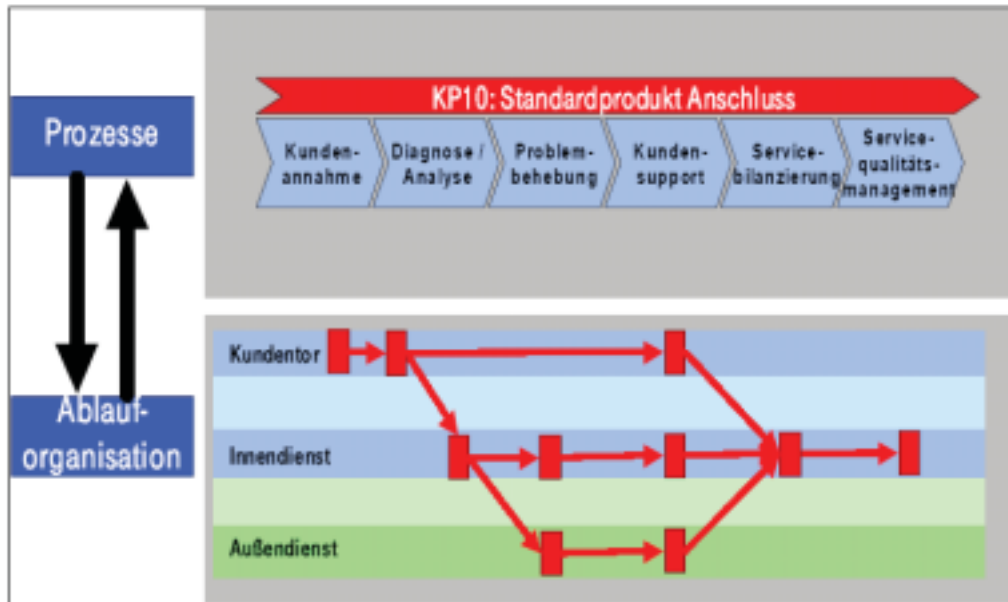 Prozesse
KP10: Standardprodukt Anschluss
Kunden-
annahme
Diagnose /
Analyse
Problem-
behebung
Kunden-
support
Service-
bilanzierung
Service-
qualitäts-
management
Ablauf-
organisation
Kundentor
Innendienst
Außendienst